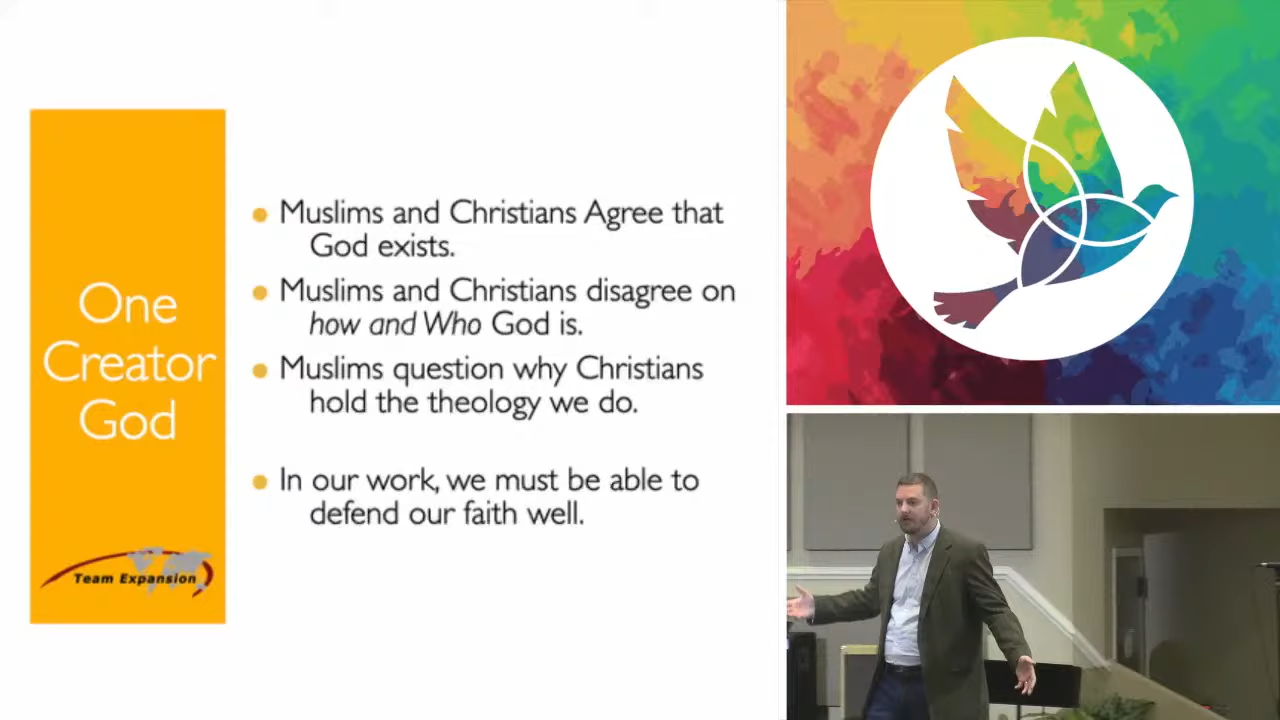 One
Creator
God
Team Expansion
Muslims and Christians Agree that
God exists.
Muslims and Christians disagree on
how and Who God is.
Muslims question why Christians
hold the theology we do.
In our work, we must be able to
defend our faith well.